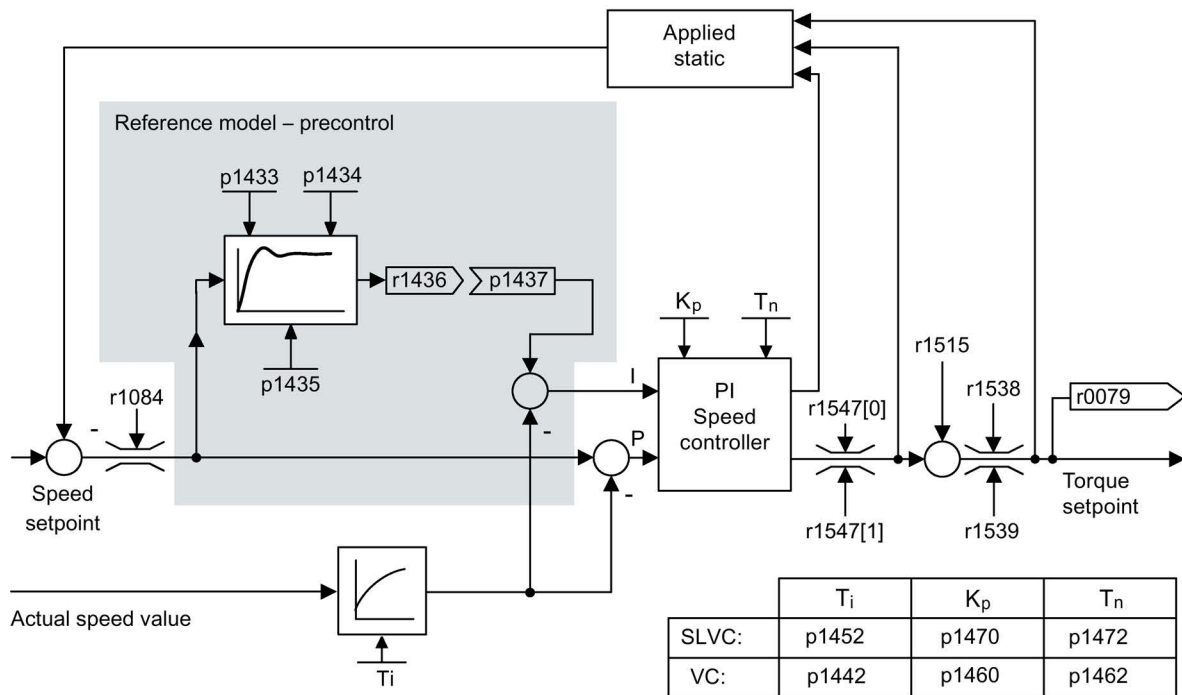 Applied
static
Reference model – precontrol
p1433
p1434
r1436
p1437
p1435
Kp
Tn
r1084
I
PI
Speed
controller
r1547[0]
r1515
r1538
r0079
-
-
P
-
Speed
setpoint
r1547[1]
r1539
Torque
setpoint
Actual speed value
Ti
Ti Kp Tn
SLVC: p1452 p1470 p1472
VC: p1442 p1460 p1462